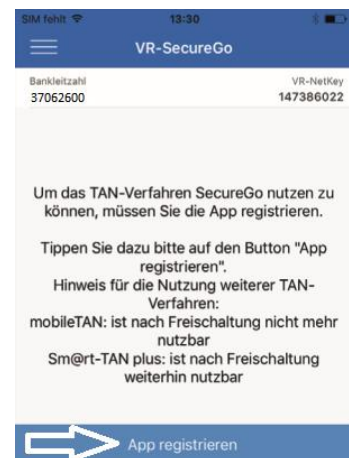 SIM fehlt 13:30
VR-SecureGo
Bankleitzahl VR-NetKey
37062600 147386022
Um das TAN-Verfahren SecureGo nutzen zu
können, müssen Sie die App registrieren.
Tippen Sie dazu bitte auf den Button "App
registrieren".
Hinweis für die Nutzung weiterer TAN-
Verfahren:
mobileTAN: ist nach Freischaltung nicht mehr
nutzbar
Sm@rt-TAN plus: ist nach Freischaltung
weiterhin nutzbar
App registrieren